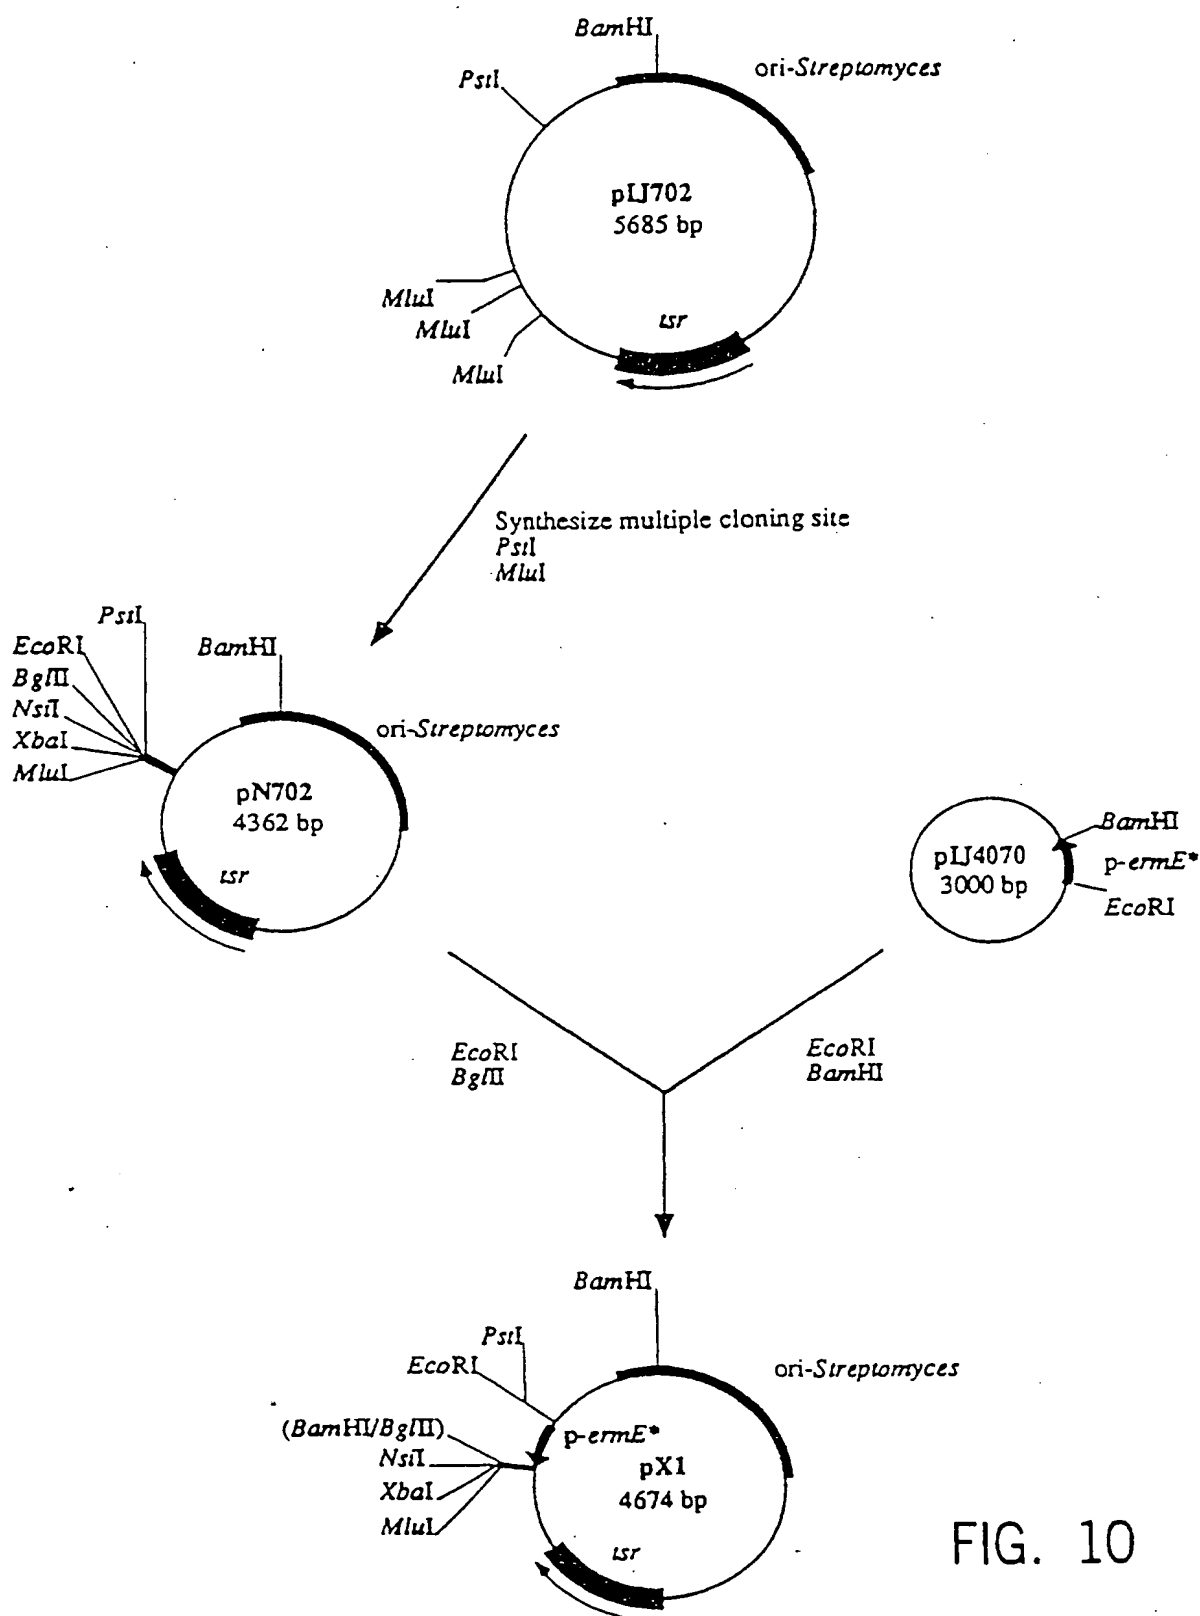 BamHI
ori-Streptomyces
PstI
pIJ702
5685 bp
MluI
MluI
MluI
tsr
Synthesize multiple cloning site
PstI
MluI
PstI
EcoRI
BglII
NsiI
XbaI
MluI
BamHI
ori-Streptomyces
pN702
4362 bp
tsr
pIJ4070
3000 bp
BamHI
p-ermE*
EcoRI
EcoRI
BglII
EcoRI
BamHI
BamHI
PstI
EcoRI
ori-Streptomyces
(BamHI/BglII)
NsiI
XbaI
MluI
p-ermE*
pX1
4674 bp
tsr
FIG. 10